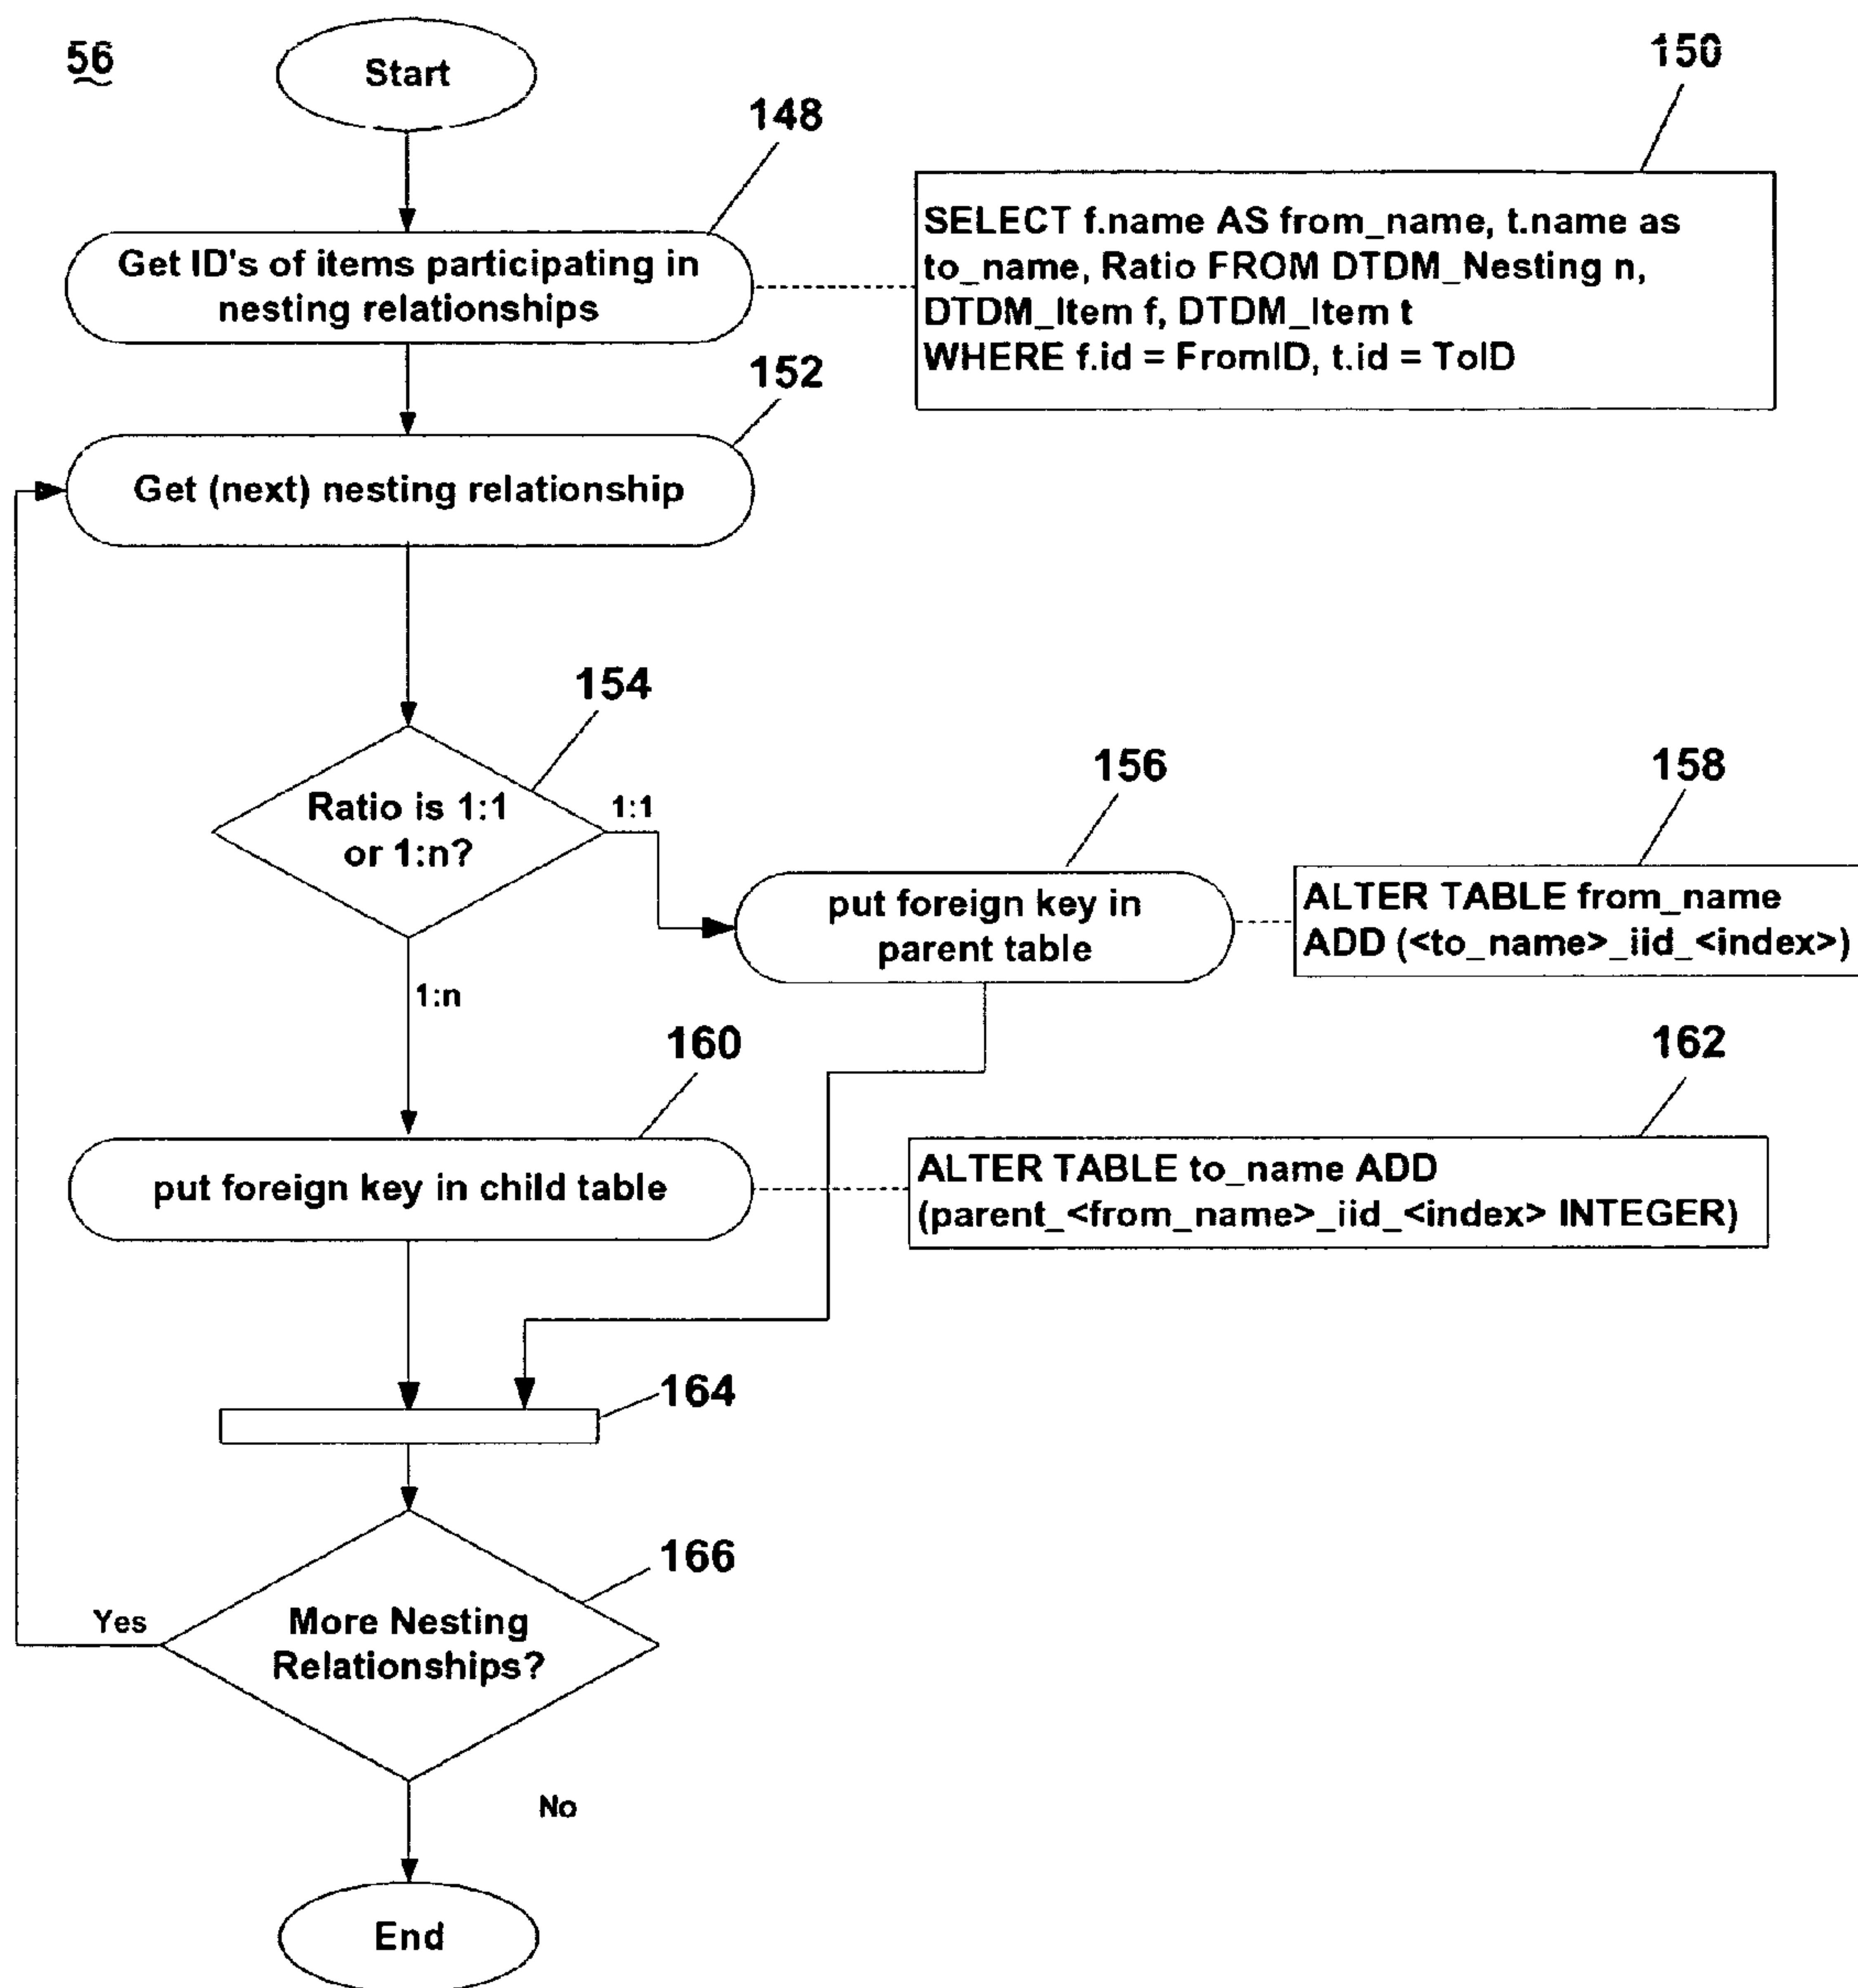 56
Start
150
148
Get ID's of items participating in
nesting relationships
SELECT f.name AS from_name, t.name as
to_name, Ratio FROM DTDM_Nesting n,
DTDM_Item f, DTDM_Item t
WHERE f.id = FromID, t.id = ToID
152
Get (next) nesting relationship
154
Ratio is 1:1
or 1:n?
1:1
1:n
156
put foreign key in
parent table
158
ALTER TABLE from_name
ADD (<to_name>_iid_<index>)
160
put foreign key in child table
162
ALTER TABLE to_name ADD
(parent_<from_name>_iid_<index> INTEGER)
164
166
More Nesting
Relationships?
Yes
No
End